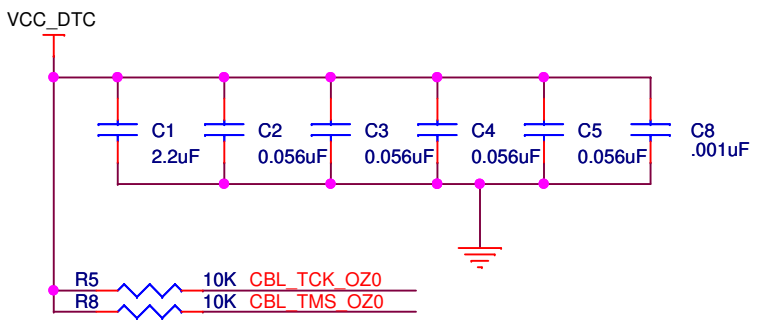 VCC_DTC
C1 C2 C3 C4 C5 C8
2.2uF 0.056uF 0.056uF 0.056uF 0.056uF .001uF
R5 10K CBL_TCK_OZ0
R8 10K CBL_TMS_OZ0